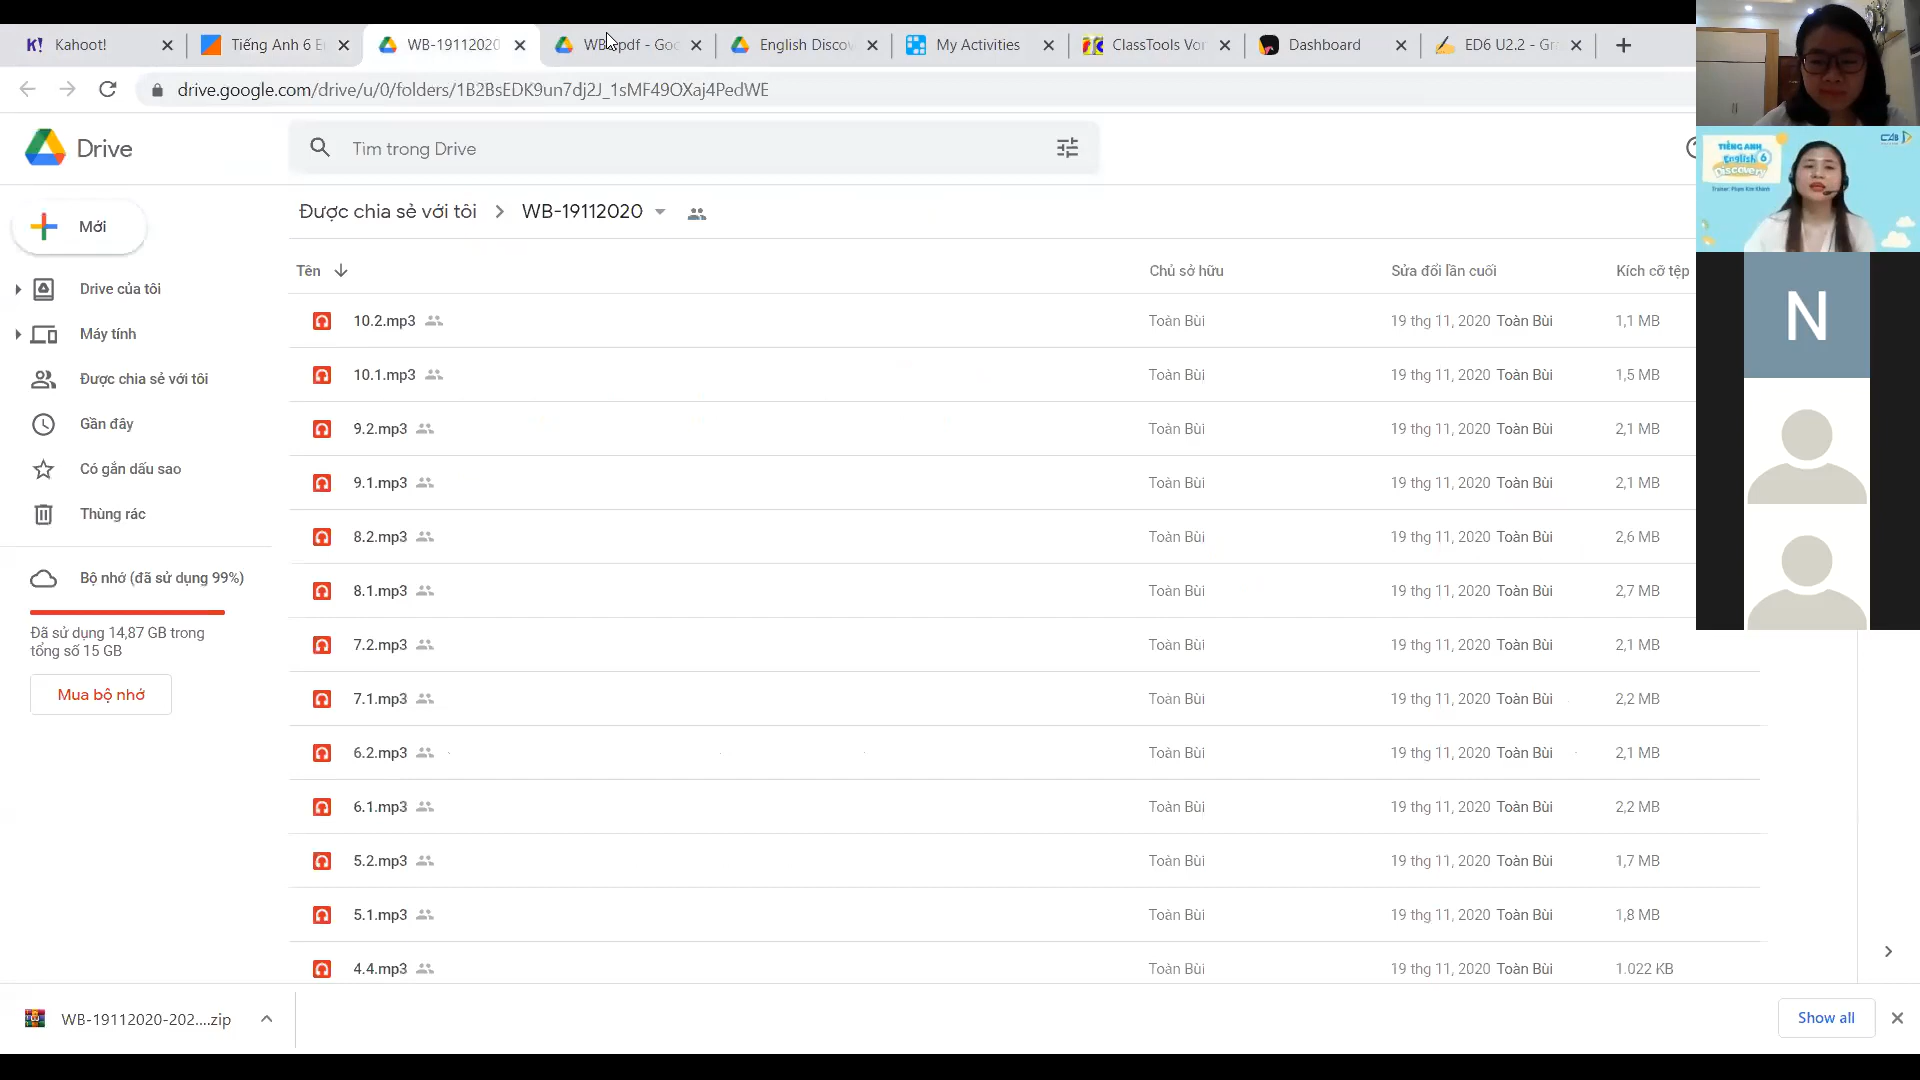 Kahoot!
Tiếng Anh 6 E
WB-19112020
WB.pdf - Goo
English Discov
My Activities
ClassTools Vor
Dashboard
ED6 U2.2 - Gr
drive.google.com/drive/u/0/folders/1B2BsEDK9un7dj2J_1sMF49OXaj4PedWE
Drive
Tìm trong Drive
TIẾNG ANH
English 6
Discovery
Mới
Được chia sẻ với tôi > WB-19112020
Tên
Chủ sở hữu
Sửa đổi lần cuối
Kích cỡ tệp
Drive của tôi
Máy tính
Được chia sẻ với tôi
Gần đây
Có gắn dấu sao
Thùng rác
Bộ nhớ (đã sử dụng 99%)
Đã sử dụng 14,87 GB trong
tổng số 15 GB
Mua bộ nhớ
10.2.mp3 Toàn Bùi 19 thg 11, 2020 Toàn Bùi 1,1 MB
10.1.mp3 Toàn Bùi 19 thg 11, 2020 Toàn Bùi 1,5 MB
9.2.mp3 Toàn Bùi 19 thg 11, 2020 Toàn Bùi 2,1 MB
9.1.mp3 Toàn Bùi 19 thg 11, 2020 Toàn Bùi 2,1 MB
8.2.mp3 Toàn Bùi 19 thg 11, 2020 Toàn Bùi 2,6 MB
8.1.mp3 Toàn Bùi 19 thg 11, 2020 Toàn Bùi 2,7 MB
7.2.mp3 Toàn Bùi 19 thg 11, 2020 Toàn Bùi 2,1 MB
7.1.mp3 Toàn Bùi 19 thg 11, 2020 Toàn Bùi 2,2 MB
6.2.mp3 Toàn Bùi 19 thg 11, 2020 Toàn Bùi 2,1 MB
6.1.mp3 Toàn Bùi 19 thg 11, 2020 Toàn Bùi 2,2 MB
5.2.mp3 Toàn Bùi 19 thg 11, 2020 Toàn Bùi 1,7 MB
5.1.mp3 Toàn Bùi 19 thg 11, 2020 Toàn Bùi 1,8 MB
4.4.mp3 Toàn Bùi 19 thg 11, 2020 Toàn Bùi 1.022 KB
N
WB-19112020-202....zip
Show all